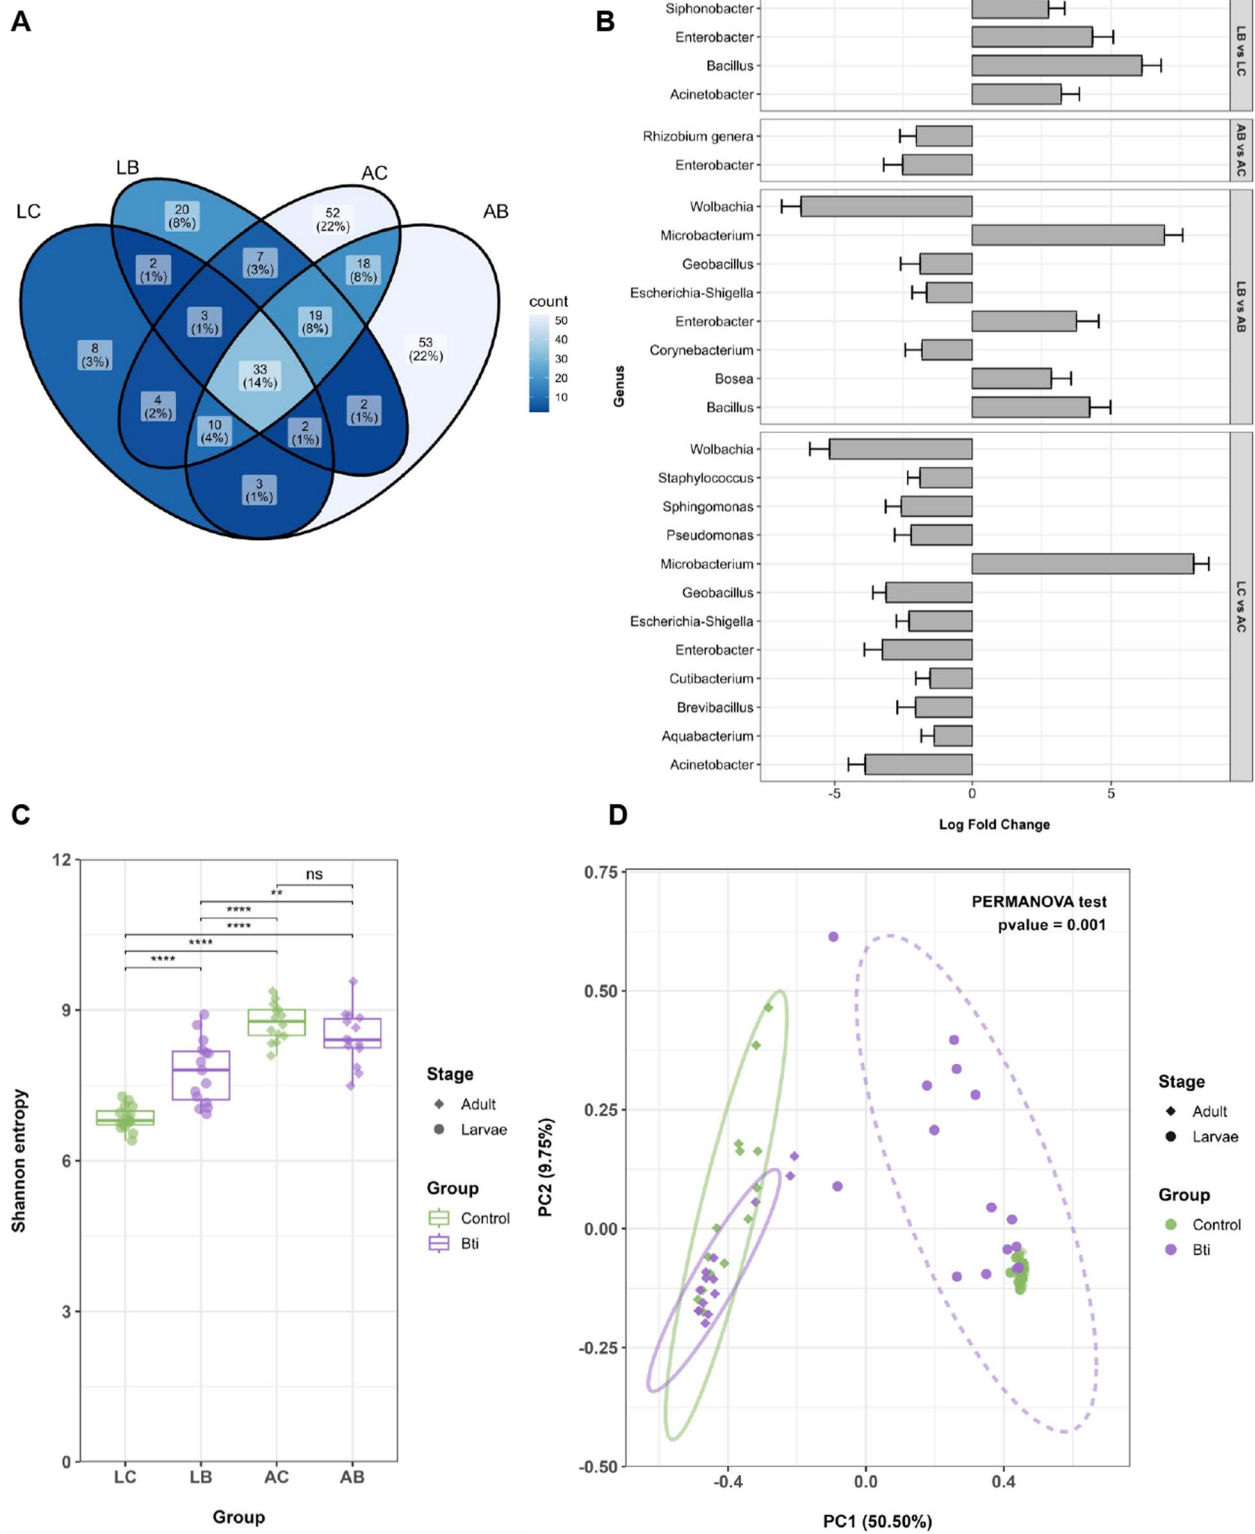 A
LB
AC
LC
AB
20
(8%)
52
(22%)
2
(1%)
7
(3%)
18
(8%)
3
(1%)
19
(8%)
8
(3%)
53
(22%)
33
(14%)
4
(2%)
2
(1%)
10
(4%)
2
(1%)
3
(1%)
count
50
40
30
20
10
B
Siphonobacter
Enterobacter
Bacillus
Acinetobacter
LB vs LC
Rhizobium genera
Enterobacter
AB vs AC
Wolbachia
Microbacterium
Geobacillus
Escherichia-Shigella
Enterobacter
Corynebacterium
Bosea
Bacillus
LB vs AB
Genus
Wolbachia
Staphylococcus
Sphingomonas
Pseudomonas
Microbacterium
Geobacillus
Escherichia-Shigella
Enterobacter
Cutibacterium
Brevibacillus
Aquabacterium
Acinetobacter
LC vs AC
-5 0 5
Log Fold Change
C
12
9
6
3
0
Shannon entropy
ns
**
****
****
****
****
LC LB AC AB
Group
Stage
Adult
Larvae
Group
Control
Bti
D
0.75
0.50
0.25
0.00
-0.25
-0.50
PC2 (9.75%)
PERMANOVA test
pvalue = 0.001
-0.4 0.0 0.4
PC1 (50.50%)
Stage
Adult
Larvae
Group
Control
Bti